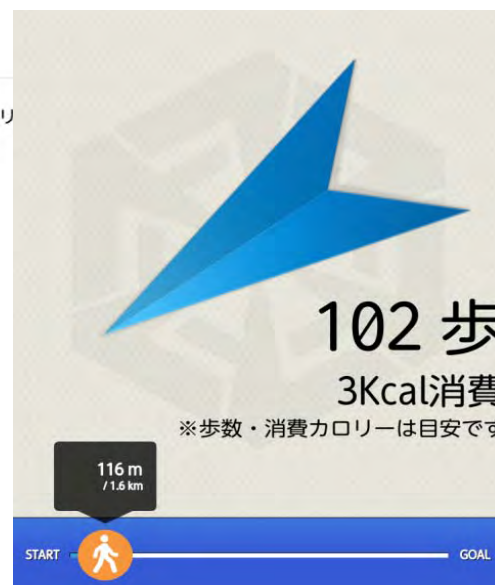 リ
102 歩
3Kcal消費
※歩数・消費カロリーは目安です
116 m
/ 1.6 km
START
GOAL